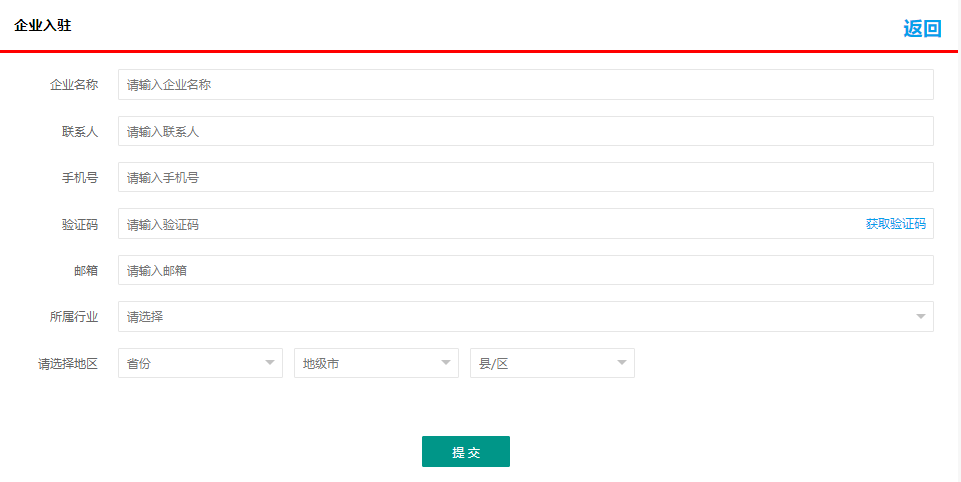 企业入驻 返回
企业名称 请输入企业名称
联系人 请输入联系人
手机号 请输入手机号
验证码 请输入验证码 获取验证码
邮箱 请输入邮箱
所属行业 请选择
请选择地区 省份 地级市 县/区
提交